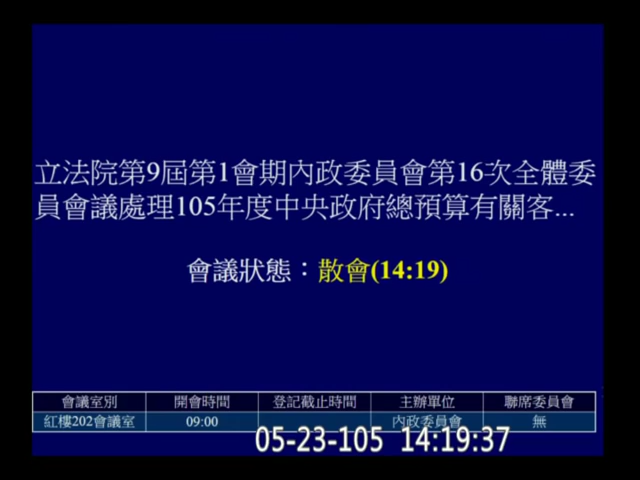 立法院第9屆第1會期內政委員會第16次全體委
員會議處理105年度中央政府總預算有關客...
會議狀態：散會(14:19)
會議室別 開會時間 登記截止時間 主辦單位 聯席委員會
紅樓202會議室 09:00 內政委員會 無
05-23-105 14:19:37